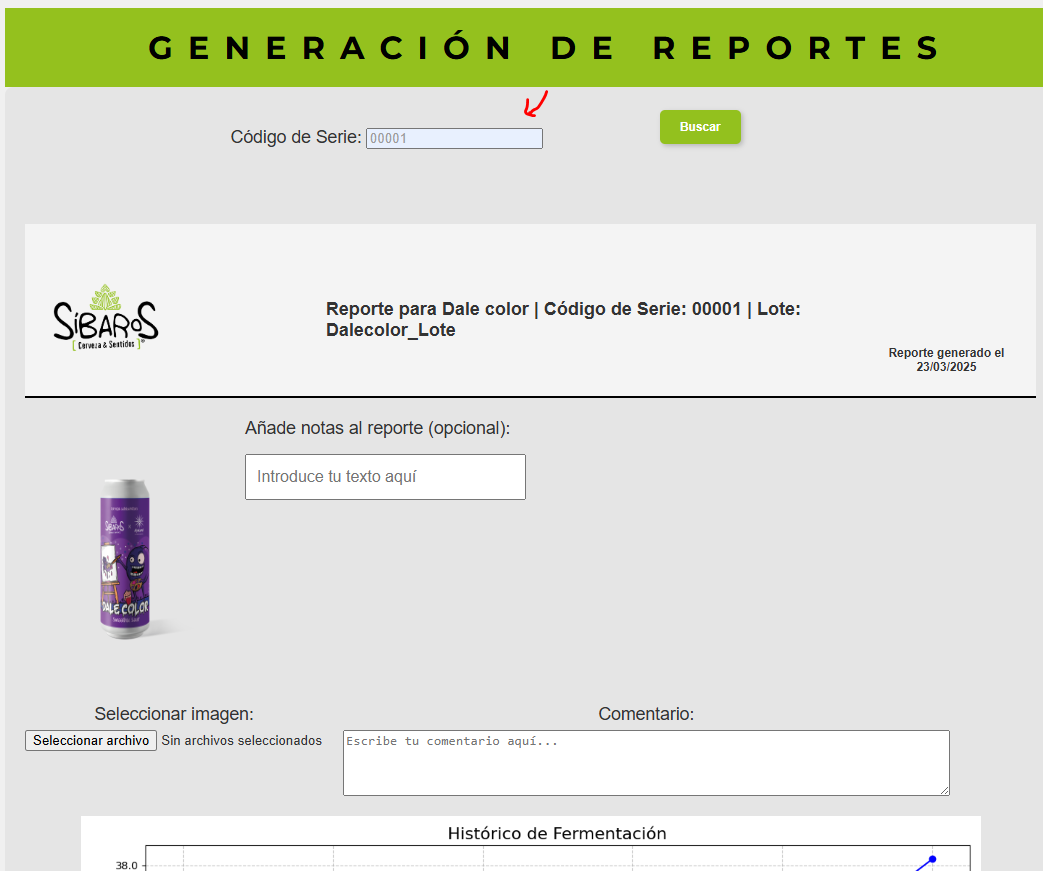 GENERACIÓN DE REPORTES
Código de Serie: 00001
Buscar
SíBARoS
[ Cerveza & Sentidos ]®
Reporte para Dale color | Código de Serie: 00001 | Lote:
Dalecolor_Lote
Reporte generado el
23/03/2025
Añade notas al reporte (opcional):
Introduce tu texto aquí
SíBARoS
DALE COLOR
Seleccionar imagen:
Comentario:
Seleccionar archivo Sin archivos seleccionados
Escribe tu comentario aquí...
Histórico de Fermentación
38.0